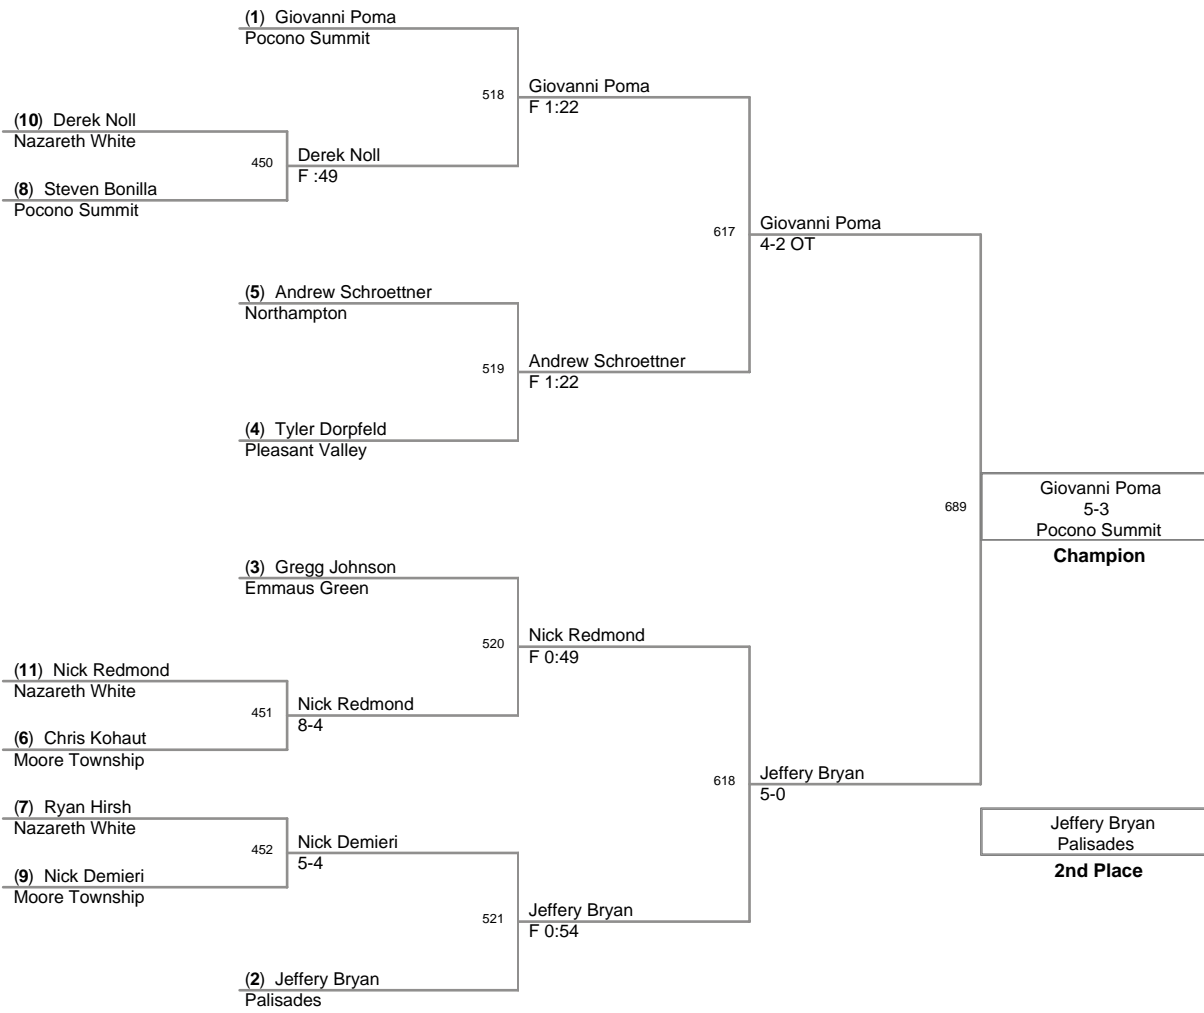 (1) Giovanni Poma
Pocono Summit
518
Giovanni Poma
F 1:22
(10) Derek Noll
Nazareth White
450
Derek Noll
F :49
(8) Steven Bonilla
Pocono Summit
617
Giovanni Poma
4-2 OT
(5) Andrew Schroettner
Northampton
519
Andrew Schroettner
F 1:22
(4) Tyler Dorpfeld
Pleasant Valley
689
Giovanni Poma
5-3
Pocono Summit
Champion
(3) Gregg Johnson
Emmaus Green
520
Nick Redmond
F 0:49
(11) Nick Redmond
Nazareth White
451
Nick Redmond
8-4
(6) Chris Kohaut
Moore Township
618
Jeffery Bryan
5-0
(7) Ryan Hirsh
Nazareth White
452
Nick Demieri
5-4
(9) Nick Demieri
Moore Township
Jeffery Bryan
Palisades
2nd Place
521
Jeffery Bryan
F 0:54
(2) Jeffery Bryan
Palisades